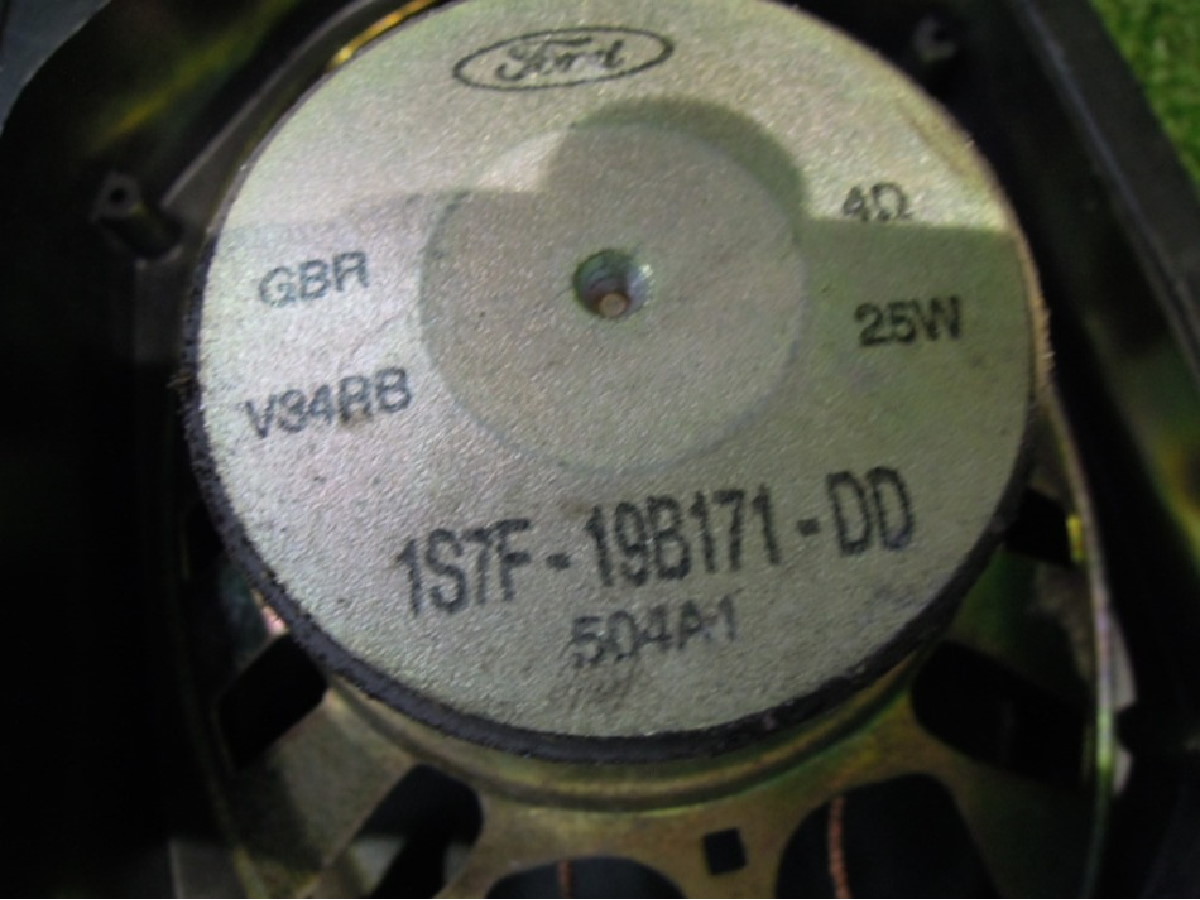 Ford
4Ω
GBR
25W
V34RB
1S7F-19B171-DD
504A1